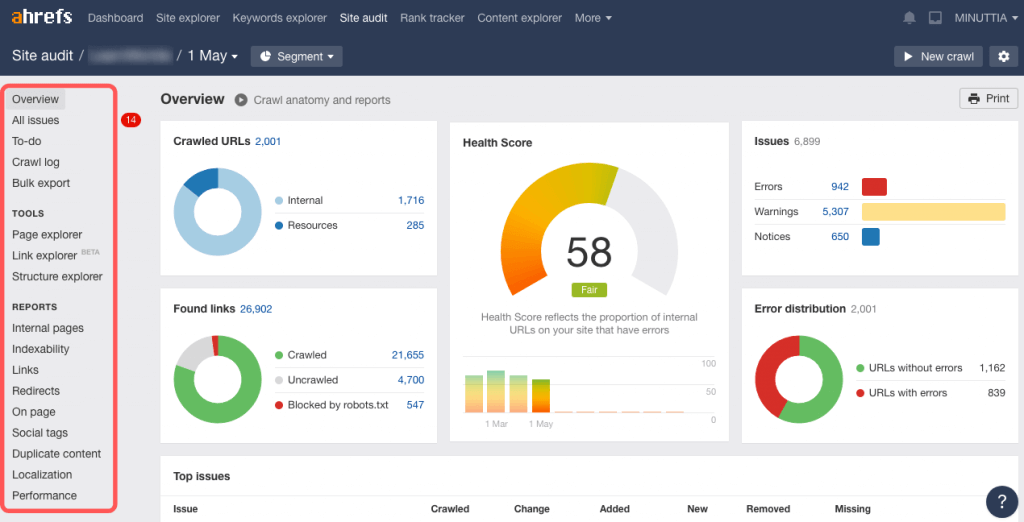 ahrefs Dashboard Site explorer Keywords explorer Site audit Rank tracker Content explorer More MINUTTIA
Site audit / / 1 May Segment New crawl
Overview
All issues 14
To-do
Crawl log
Bulk export
TOOLS
Page explorer
Link explorer BETA
Structure explorer
REPORTS
Internal pages
Indexability
Links
Redirects
On page
Social tags
Duplicate content
Localization
Performance
Overview Crawl anatomy and reports Print
Crawled URLs 2,001
Internal 1,716
Resources 285
Found links 26,902
Crawled 21,655
Uncrawled 4,700
Blocked by robots.txt 547
Health Score
58
Fair
Health Score reflects the proportion of internal
URLs on your site that have errors
100
50
0
1 Mar 1 May
Issues 6,899
Errors 942
Warnings 5,307
Notices 650
Error distribution 2,001
URLs without errors 1,162
URLs with errors 839
Top issues
Issue Crawled Change Added New Removed Missing
?